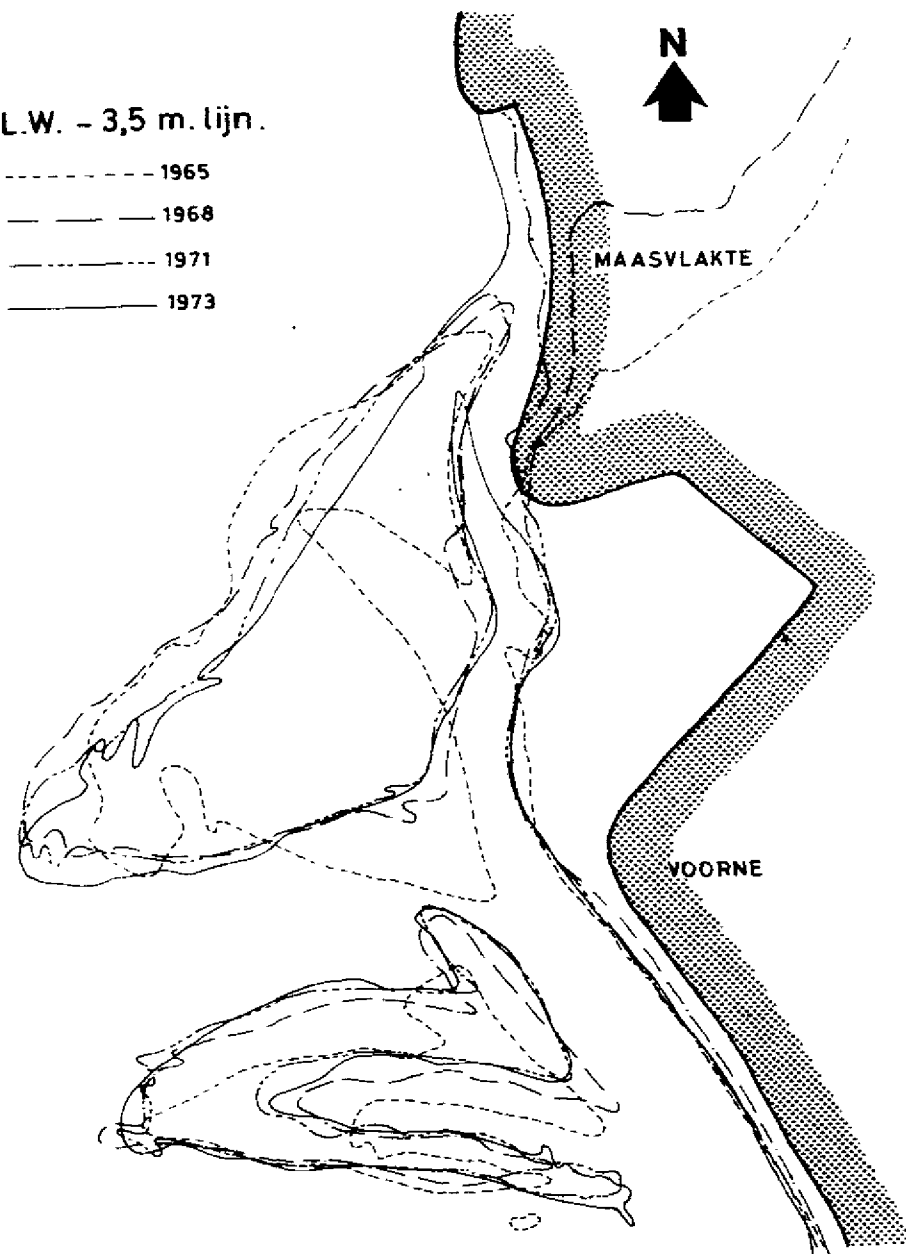 N
L.W. - 3,5 m. lijn.
1965
1968
1971
1973
MAASVLAKTE
VOORNE